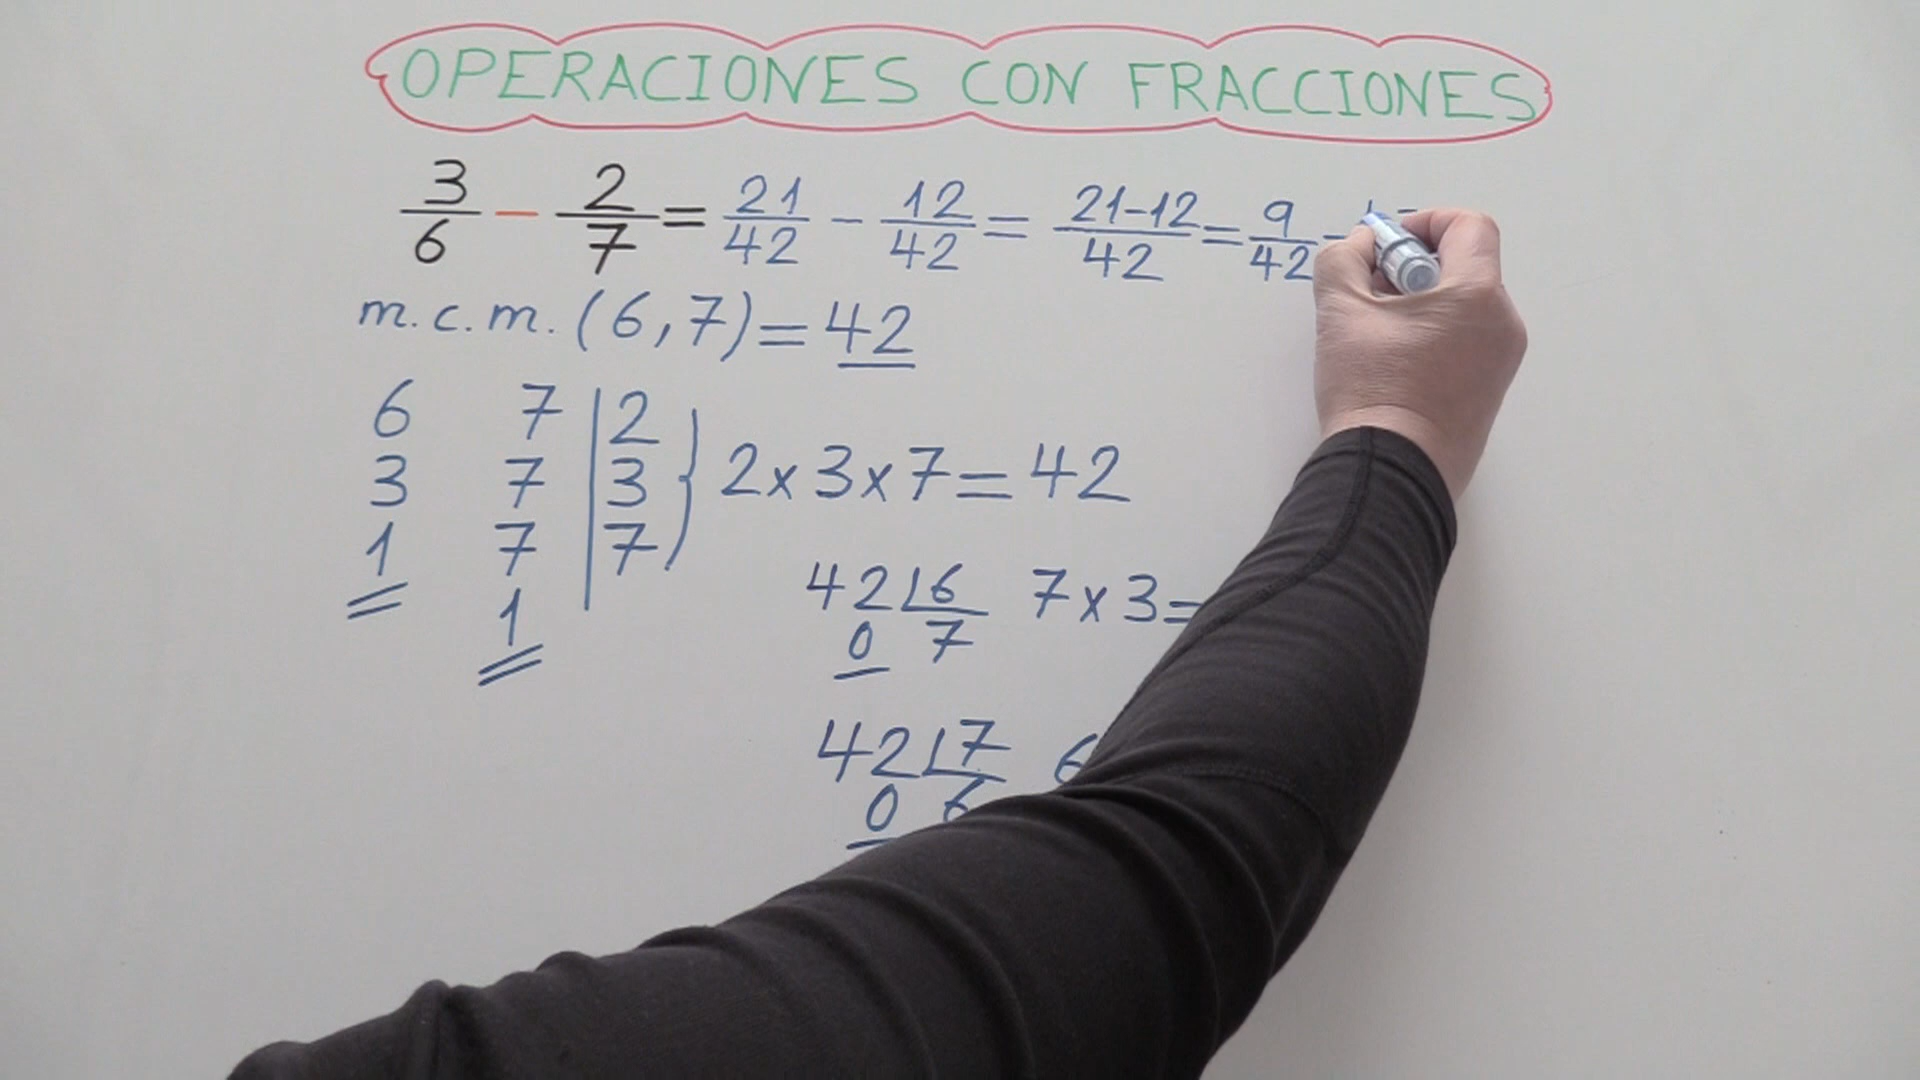 OPERACIONES CON FRACCIONES
3/6 - 2/7 = 21/42 - 12/42 = 21-12/42 = 9/42
m.c.m. (6,7) = 42
6 7 | 2
3 7 | 3 } 2x3x7=42
1 7 | 7
1
42 6 7x3=
0 7
42 7 6
0 6